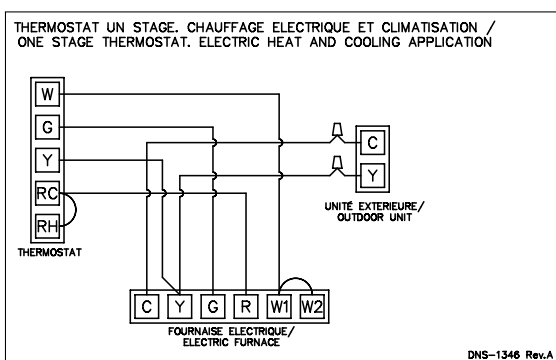 THERMOSTAT UN STAGE. CHAUFFAGE ELECTRIQUE ET CLIMATISATION /
ONE STAGE THERMOSTAT. ELECTRIC HEAT AND COOLING APPLICATION
W
G
Y
RC
RH
THERMOSTAT
C
Y
UNITÉ EXTERIEURE/
OUTDOOR UNIT
C Y G R W1 W2
FOURNAISE ELECTRIQUE/
ELECTRIC FURNACE
DNS-1346 Rev.A